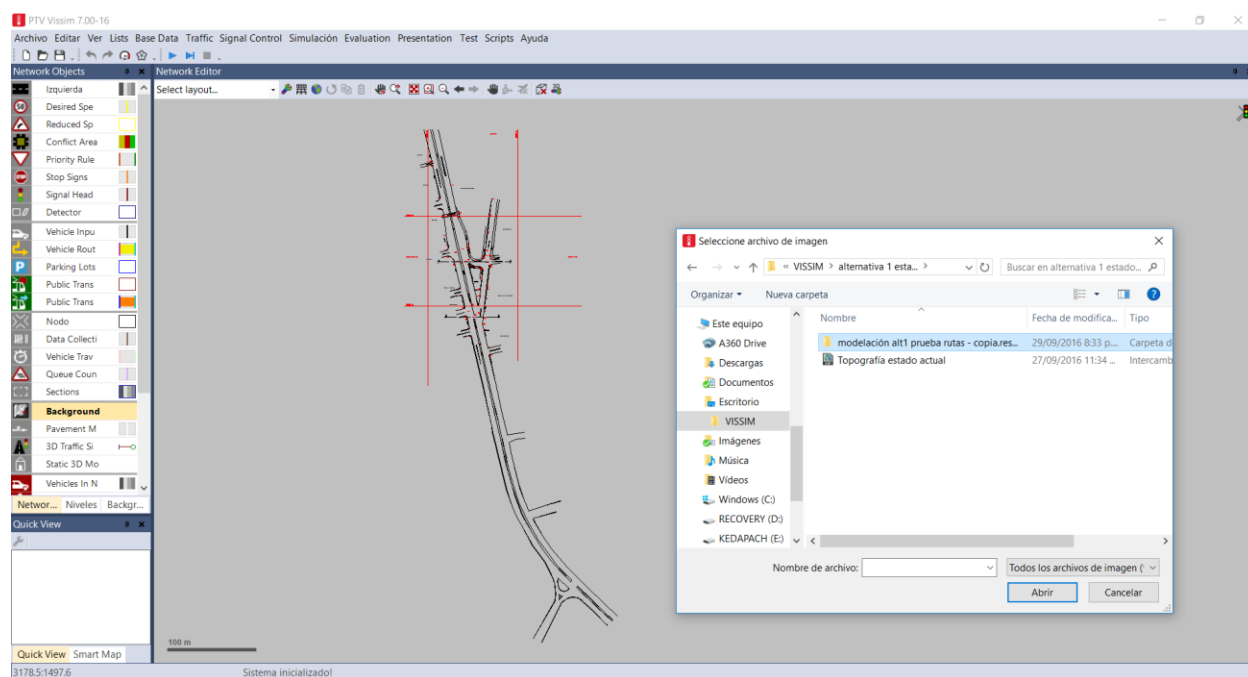 PTV Vissim 7.00-16
Archivo Editar Ver Lists Base Data Traffic Signal Control Simulación Evaluation Presentation Test Scripts Ayuda
Network Objects
Network Editor
Select layout...
Izquierda
50
Desired Spe
Reduced Sp
Conflict Area
Priority Rule
STOP
Stop Signs
Signal Head
Detector
Vehicle Inpu
Vehicle Rout
P
Parking Lots
Public Trans
Public Trans
Nodo
Data Collecti
Vehicle Trav
Queue Coun
Sections
Background
Pavement M
3D Traffic Si
Static 3D Mo
Vehicles In N
Networ... Niveles Backgr...
Quick View
Quick View Smart Map
100 m
3178.5:1497.6
Sistema inicializado!
Seleccione archivo de imagen
« VISSIM > alternativa 1 esta... >
Buscar en alternativa 1 estado...
Organizar
Nueva carpeta
Este equipo
A360 Drive
Descargas
Documentos
Escritorio
VISSIM
Imágenes
Música
Vídeos
Windows (C:)
RECOVERY (D:)
KEDAPACH (E:)
Nombre Fecha de modifica... Tipo
modelación alt1 prueba rutas - copia.res... 29/09/2016 8:33 p... Carpeta d
Topografía estado actual 27/09/2016 11:34 ... Intercamb
Nombre de archivo:
Todos los archivos de imagen (
Abrir
Cancelar